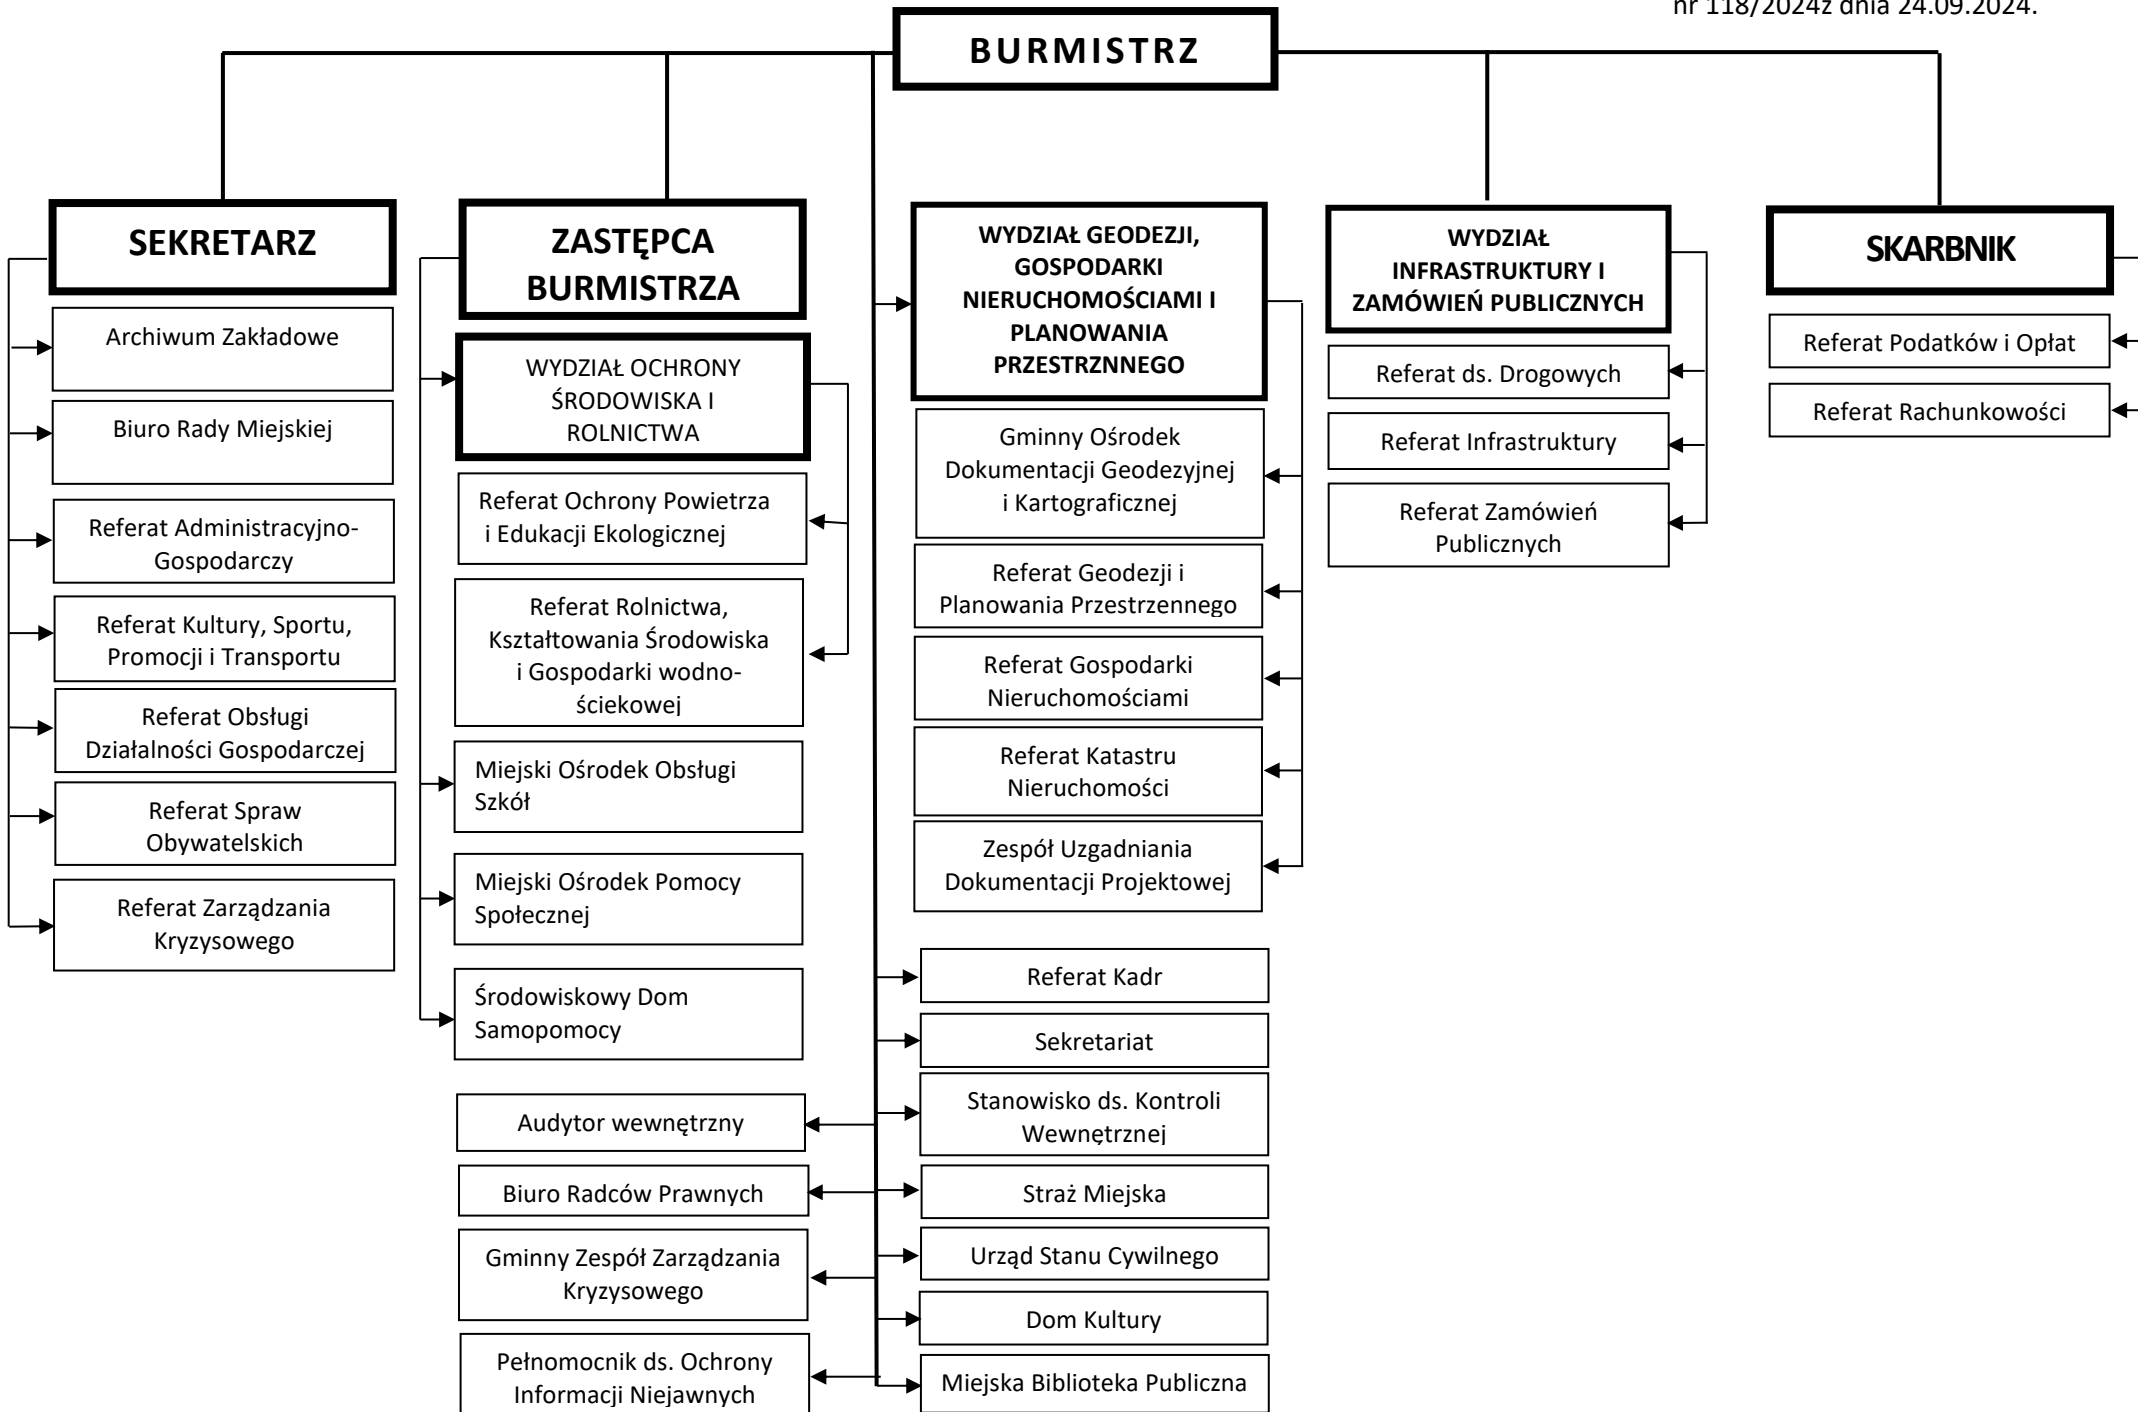 nr 118/2024z dnia 24.09.2024.
BURMISTRZ
SEKRETARZ
Archiwum Zakładowe
Biuro Rady Miejskiej
Referat Administracyjno-
Gospodarczy
Referat Kultury, Sportu,
Promocji i Transportu
Referat Obsługi
Działalności Gospodarczej
Referat Spraw
Obywatelskich
Referat Zarządzania
Kryzysowego
ZASTĘPCA
BURMISTRZA
WYDZIAŁ OCHRONY
ŚRODOWISKA I
ROLNICTWA
Referat Ochrony Powietrza
i Edukacji Ekologicznej
Referat Rolnictwa,
Kształtowania Środowiska
i Gospodarki wodno-
ściekowej
Miejski Ośrodek Obsługi
Szkół
Miejski Ośrodek Pomocy
Społecznej
Środowiskowy Dom
Samopomocy
Audytor wewnętrzny
Biuro Radców Prawnych
Gminny Zespół Zarządzania
Kryzysowego
Pełnomocnik ds. Ochrony
Informacji Niejawnych
WYDZIAŁ GEODEZJI,
GOSPODARKI
NIERUCHOMOŚCIAMI I
PLANOWANIA
PRZESTRZNNEGO
Gminny Ośrodek
Dokumentacji Geodezyjnej
i Kartograficznej
Referat Geodezji i
Planowania Przestrzennego
Referat Gospodarki
Nieruchomościami
Referat Katastru
Nieruchomości
Zespół Uzgadniania
Dokumentacji Projektowej
Referat Kadr
Sekretariat
Stanowisko ds. Kontroli
Wewnętrznej
Straż Miejska
Urząd Stanu Cywilnego
Dom Kultury
Miejska Biblioteka Publiczna
WYDZIAŁ
INFRASTRUKTURY I
ZAMÓWIEŃ PUBLICZNYCH
Referat ds. Drogowych
Referat Infrastruktury
Referat Zamówień
Publicznych
SKARBNIK
Referat Podatków i Opłat
Referat Rachunkowości